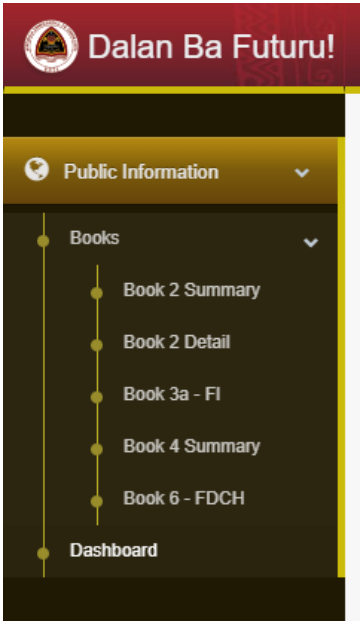 Dalan Ba Futuru!
Public Information
Books
Book 2 Summary
Book 2 Detail
Book 3a - FI
Book 4 Summary
Book 6 - FDCH
Dashboard